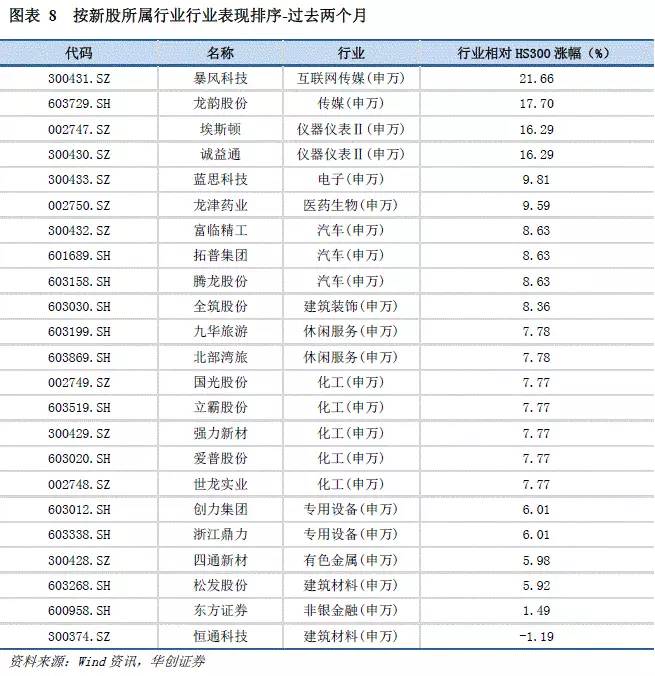 图表 8 按新股所属行业行业表现排序-过去两个月
代码 名称 行业 行业相对HS300涨幅（%）
300431.SZ 暴风科技 互联网传媒(申万) 21.66
603729.SH 龙韵股份 传媒(申万) 17.70
002747.SZ 埃斯顿 仪器仪表Ⅱ(申万) 16.29
300430.SZ 诚益通 仪器仪表Ⅱ(申万) 16.29
300433.SZ 蓝思科技 电子(申万) 9.81
002750.SZ 龙津药业 医药生物(申万) 9.59
300432.SZ 富临精工 汽车(申万) 8.63
601689.SH 拓普集团 汽车(申万) 8.63
603158.SH 腾龙股份 汽车(申万) 8.63
603030.SH 全筑股份 建筑装饰(申万) 8.36
603199.SH 九华旅游 休闲服务(申万) 7.78
603869.SH 北部湾旅 休闲服务(申万) 7.78
002749.SZ 国光股份 化工(申万) 7.77
603519.SH 立霸股份 化工(申万) 7.77
300429.SZ 强力新材 化工(申万) 7.77
603020.SH 爱普股份 化工(申万) 7.77
002748.SZ 世龙实业 化工(申万) 7.77
603012.SH 创力集团 专用设备(申万) 6.01
603338.SH 浙江鼎力 专用设备(申万) 6.01
300428.SZ 四通新材 有色金属(申万) 5.98
603268.SH 松发股份 建筑材料(申万) 5.92
600958.SH 东方证券 非银金融(申万) 1.49
300374.SZ 恒通科技 建筑材料(申万) -1.19
资料来源：Wind 资讯，华创证券